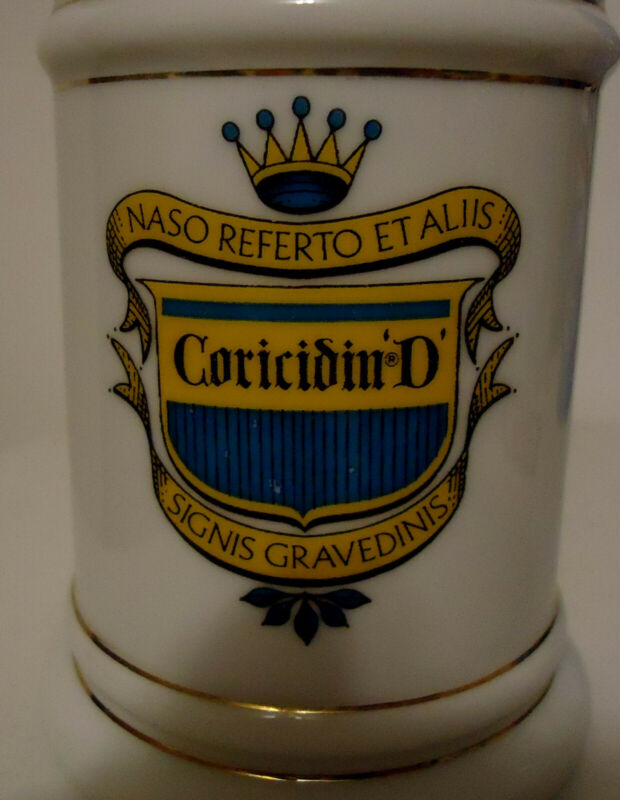 NASO REFERTO ET ALIIS
Coricidin®'D'
SIGNIS GRAVEDINIS